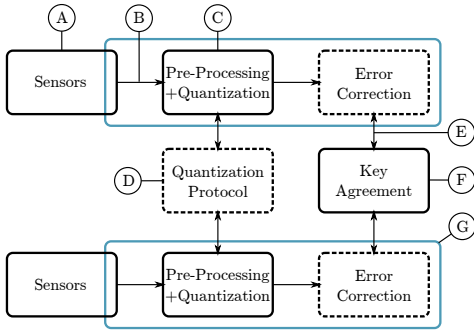 A
B
C
Sensors
Pre-Processing
+Quantization
Error
Correction
E
D
Quantization
Protocol
Key
Agreement
F
G
Sensors
Pre-Processing
+Quantization
Error
Correction